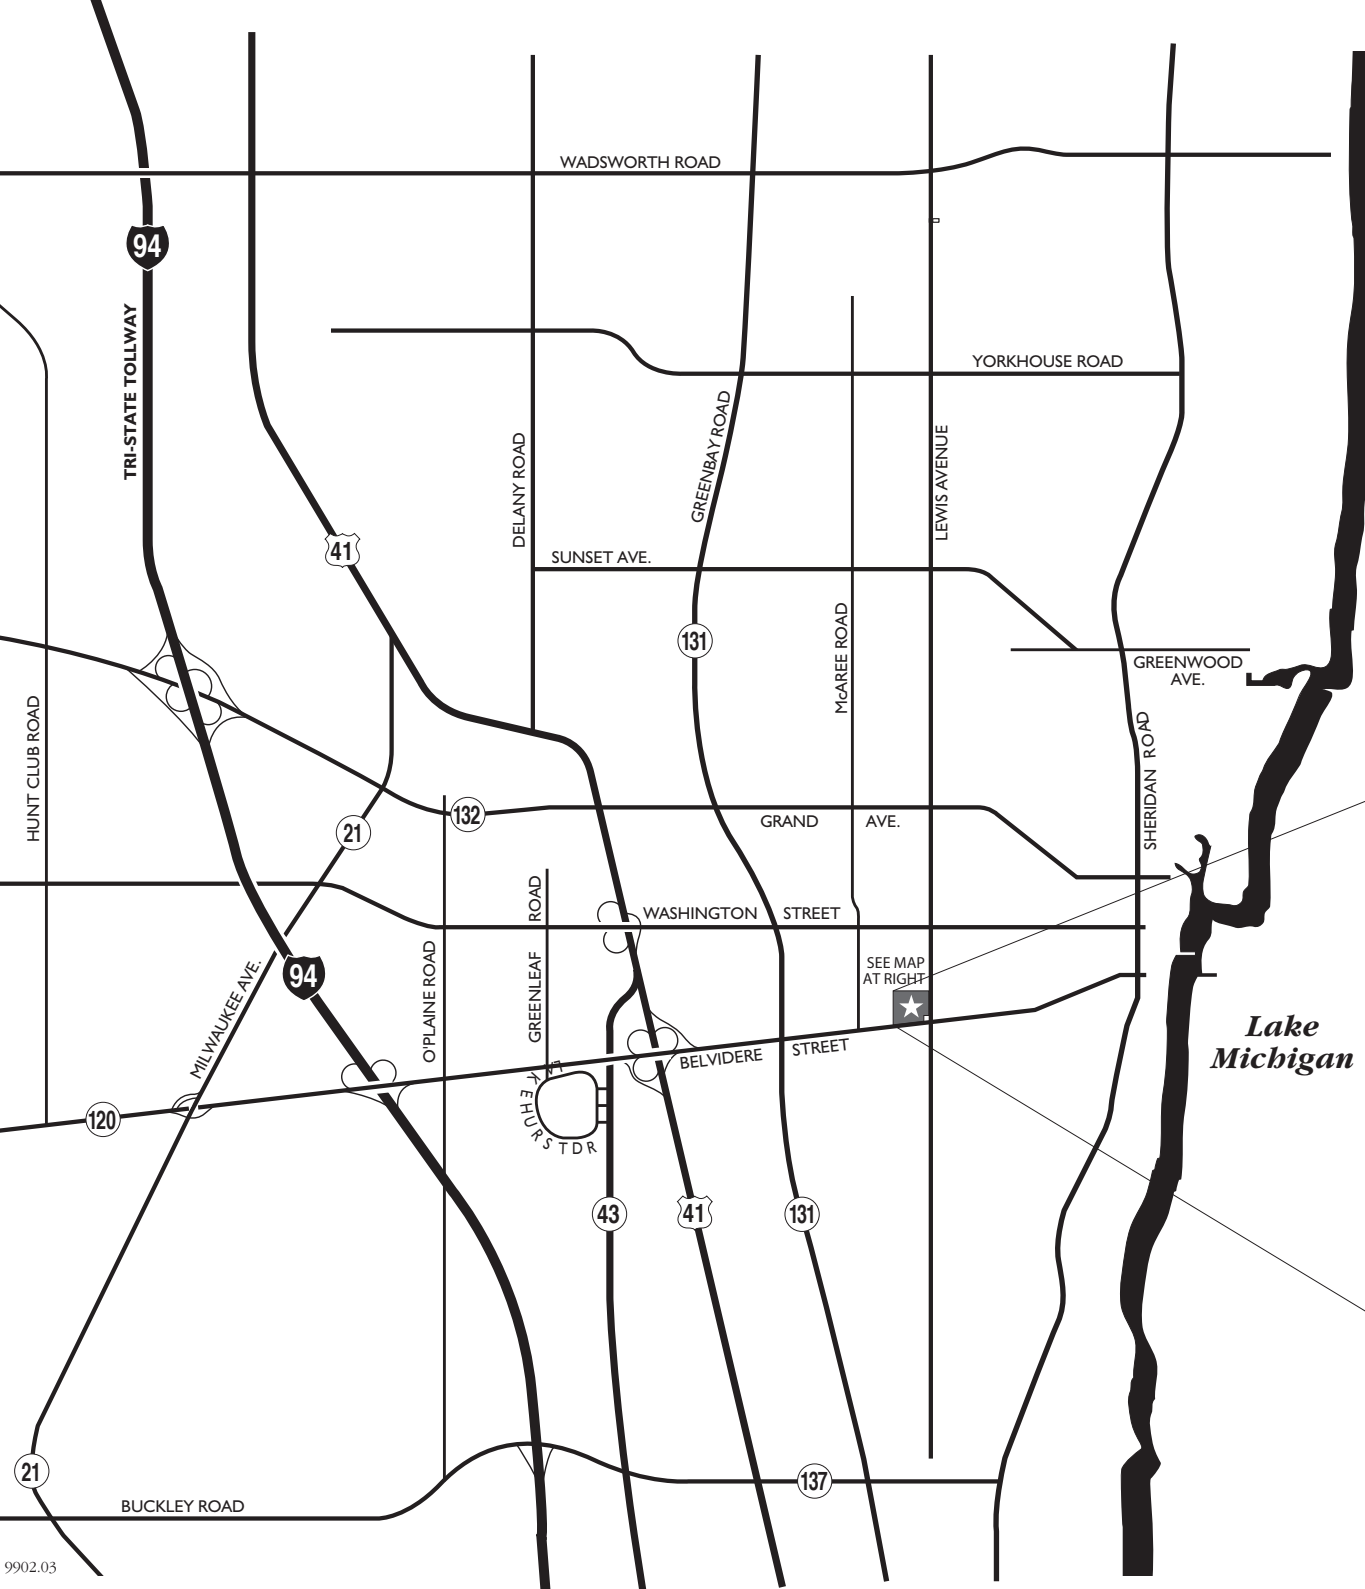 WADSWORTH ROAD
94
TRI-STATE TOLLWAY
YORKHOUSE ROAD
GREENBAY ROAD
DELANY ROAD
LEWIS AVENUE
41
SUNSET AVE.
131
McAREE ROAD
GREENWOOD
AVE.
HUNT CLUB ROAD
SHERIDAN ROAD
132
21
GRAND AVE.
GREENLEAF ROAD
WASHINGTON STREET
O'PLAINE ROAD
MILWAUKEE AVE.
94
SEE MAP
AT RIGHT
Lake
Michigan
BELVIDERE STREET
120
LAKEHURST DR
43
41
131
21
137
BUCKLEY ROAD
9902.03